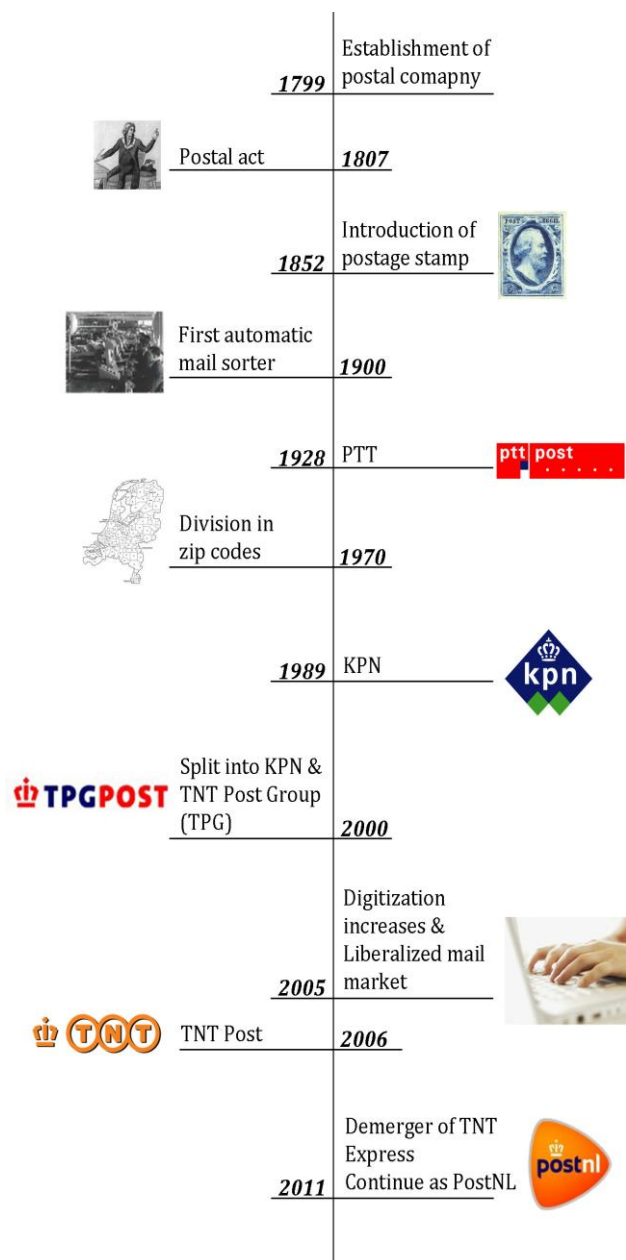 Establishment of
postal comapny
1799
Postal act
1807
Introduction of
postage stamp
1852
First automatic
mail sorter
1900
PTT
1928
ptt post
Division in
zip codes
1970
KPN
1989
kpn
Split into KPN &
TNT Post Group
(TPG)
TPGPOST
2000
Digitization
increases &
Liberalized mail
market
2005
TNT
TNT Post
2006
Demerger of TNT
Express
Continue as PostNL
2011
postnl